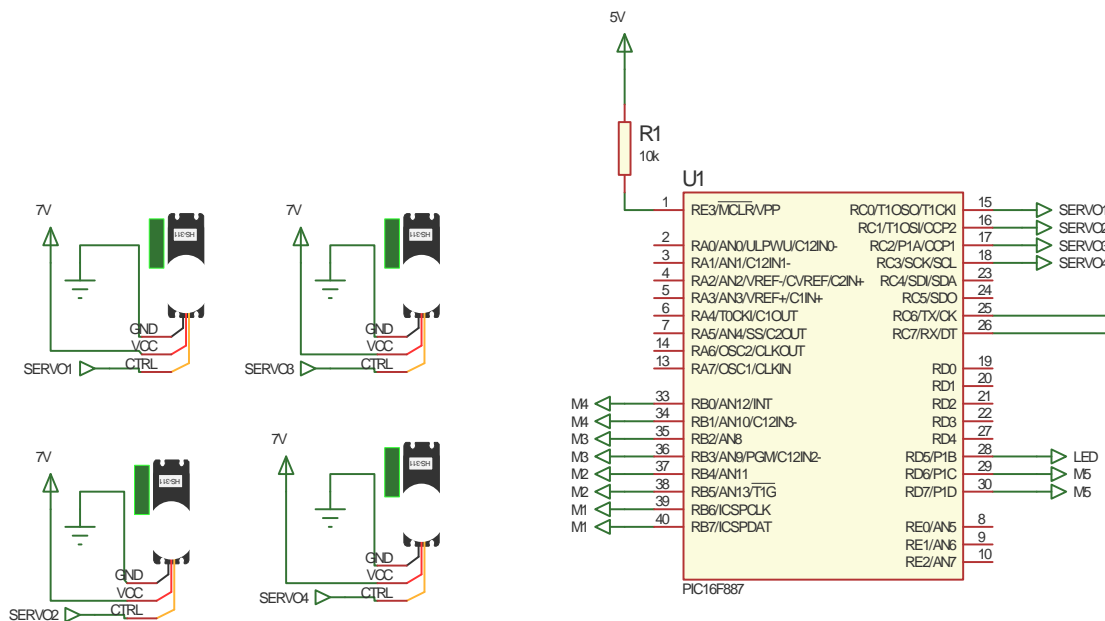 5V
R1
10k
U1
1 RE3/MCLR/VPP
2 RA0/AN0/ULPWU/C12IN0-
3 RA1/AN1/C12IN1-
4 RA2/AN2/VREF-/CVREF/C2IN+
5 RA3/AN3/VREF+/C1IN+
6 RA4/T0CKI/C1OUT
7 RA5/AN4/SS/C2OUT
14 RA6/OSC2/CLKOUT
13 RA7/OSC1/CLKIN
M4 33 RB0/AN12/INT
M4 34 RB1/AN10/C12IN3-
M3 35 RB2/AN8
M3 36 RB3/AN9/PGM/C12IN2-
M2 37 RB4/AN11
M2 38 RB5/AN13/T1G
M1 39 RB6/ICSPCLK
M1 40 RB7/ICSPDAT
RC0/T1OSO/T1CKI 15 SERVO1
RC1/T1OSI/CCP2 16 SERVO2
RC2/P1A/CCP1 17 SERVO3
RC3/SCK/SCL 18 SERVO4
RC4/SDI/SDA 23
RC5/SDO 24
RC6/TX/CK 25
RC7/RX/DT 26
RD0 19
RD1 20
RD2 21
RD3 22
RD4 27
RD5/P1B 28 LED
RD6/P1C 29 M5
RD7/P1D 30 M5
RE0/AN5 8
RE1/AN6 9
RE2/AN7 10
PIC16F887
7V
HS-311
GND
VCC
SERVO1 CTRL
7V
HS-311
GND
VCC
SERVO3 CTRL
7V
HS-311
GND
VCC
SERVO2 CTRL
7V
HS-311
GND
VCC
SERVO4 CTRL